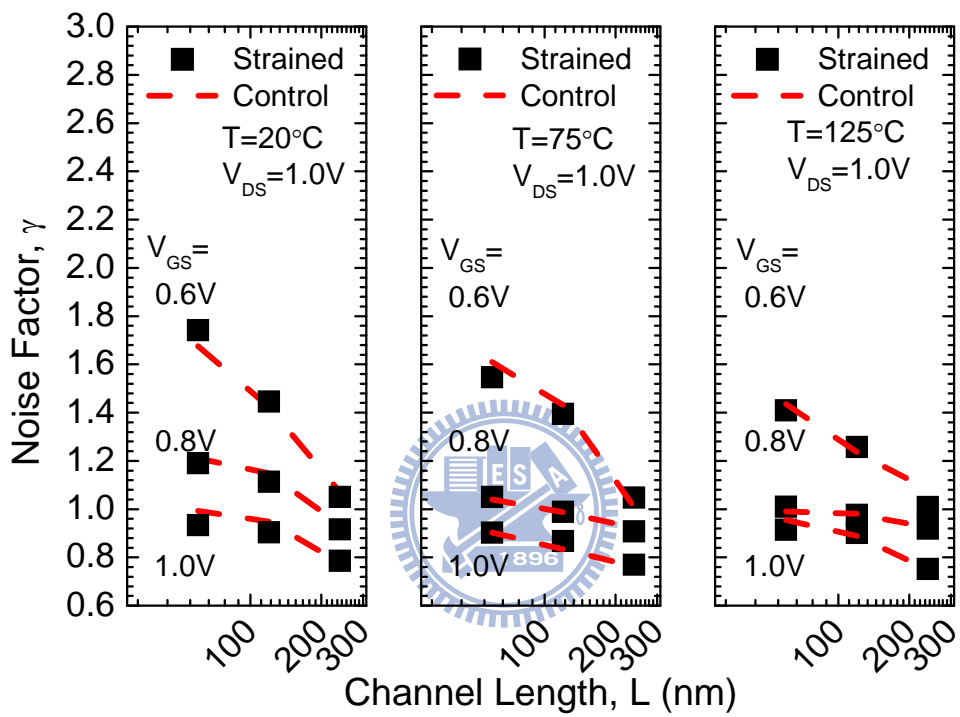 Noise Factor, γ
3.0
2.8
2.6
2.4
2.2
2.0
1.8
1.6
1.4
1.2
1.0
0.8
0.6
Strained
Control
T=20°C
V_DS=1.0V
V_GS=
0.6V
0.8V
1.0V
100
200
300
Strained
Control
T=75°C
V_DS=1.0V
V_GS=
0.6V
0.8V
1.0V
E S A
1896
100
200
300
Strained
Control
T=125°C
V_DS=1.0V
V_GS=
0.6V
0.8V
1.0V
100
200
300
Channel Length, L (nm)